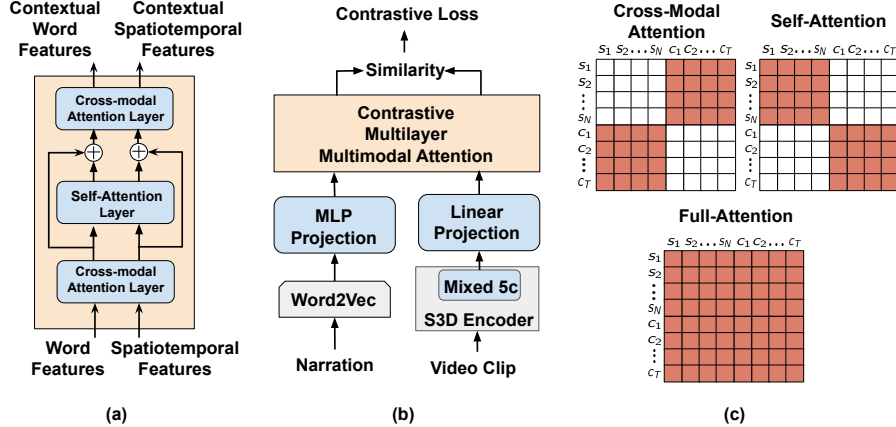 Contextual
Word
Features
Contextual
Spatiotemporal
Features
Cross-modal
Attention Layer
+
+
Self-Attention
Layer
Cross-modal
Attention Layer
Word
Features
Spatiotemporal
Features
(a)
Contrastive Loss
Similarity
Contrastive
Multilayer
Multimodal Attention
MLP
Projection
Linear
Projection
Word2Vec
Mixed 5c
S3D Encoder
Narration
Video Clip
(b)
Cross-Modal
Attention
s1 s2... sN c1 c2... cT
s1
s2
⋮
sN
c1
c2
⋮
cT
Self-Attention
s1 s2... sN c1 c2... cT
s1
s2
⋮
sN
c1
c2
⋮
cT
Full-Attention
s1 s2... sN c1 c2... cT
s1
s2
⋮
sN
c1
c2
⋮
cT
(c)